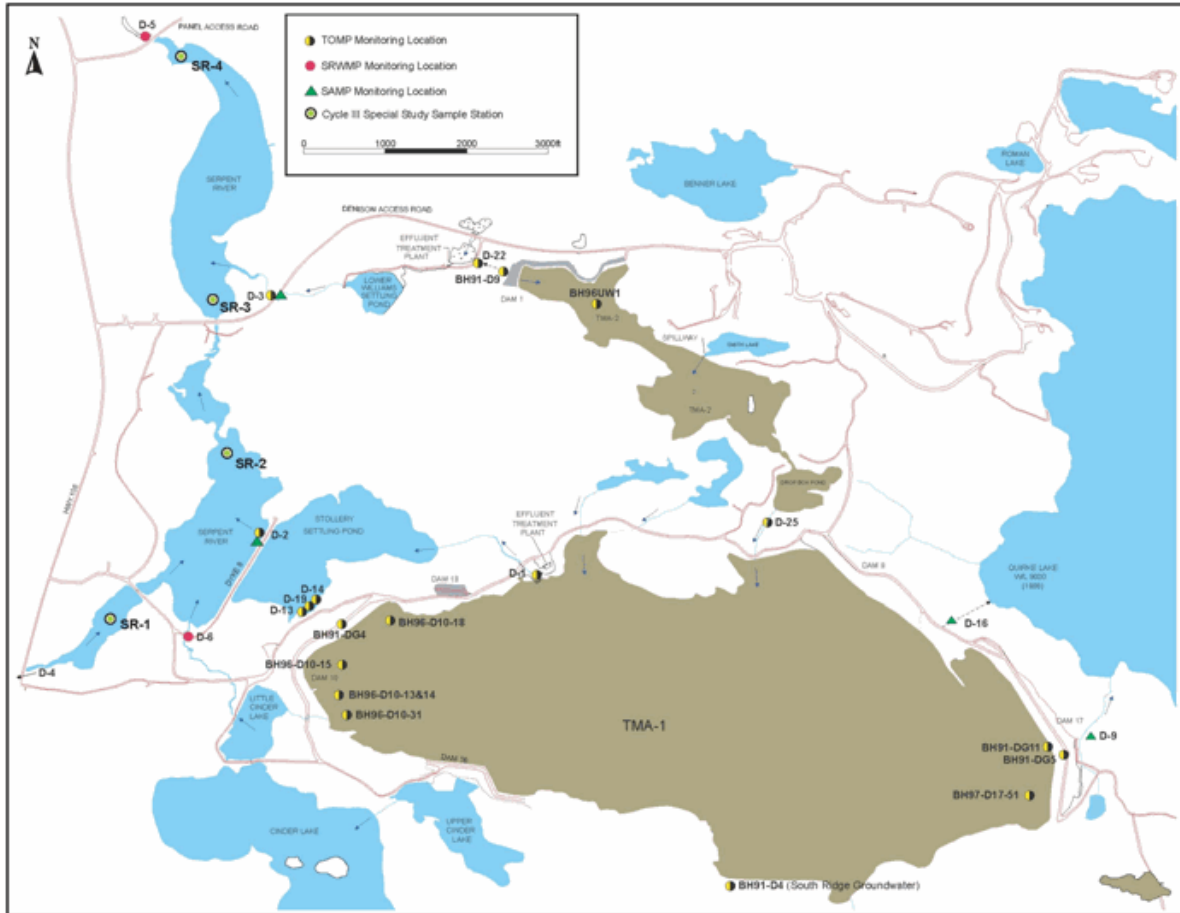 D-5
PANEL ACCESS ROAD
N
SR-4
TOMP Monitoring Location
SRWMP Monitoring Location
SAMP Monitoring Location
Cycle III Special Study Sample Station
0 1000 2000 3000ft
SERPENT
RIVER
DENISON ACCESS ROAD
BENNER LAKE
ROMAN
LAKE
EFFLUENT
TREATMENT
PLANT
D-22
BH91-D9
LOWER
WILLIAMS
SETTLING
POND
D-3
SR-3
DAM 1
BH96UW1
TMA-2
SPILLWAY
SMITH LAKE
TMA-2
SR-2
STOLLERY
SETTLING POND
SERPENT
RIVER
D-2
DYKE 9
EFFLUENT
TREATMENT
PLANT
D-25
D-1
DAM 8
QUIRKE LAKE
D-14
D-19
D-13
SR-1
D-6
BH91-DG4
BH96-D10-18
D-16
D-4
BH96-D10-15
DAM 10
BH96-D10-13&14
BH96-D10-31
LITTLE
CINDER
LAKE
TMA-1
DAM 17
D-9
BH91-DG11
BH91-DG5
BH97-D17-51
CINDER LAKE
UPPER
CINDER
LAKE
BH91-D4 (South Ridge Groundwater)